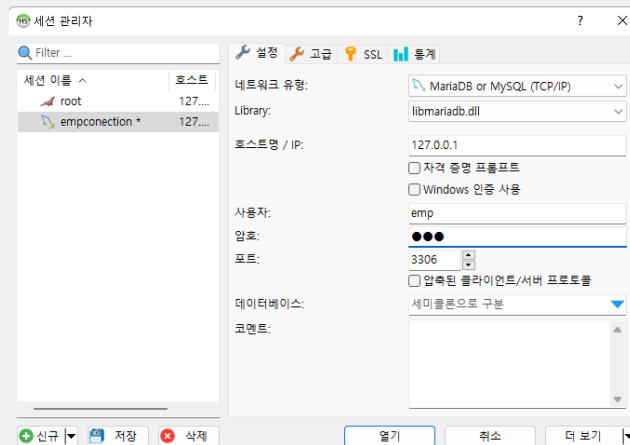 HS 세션 관리자
?
Filter ...
세션 이름 호스트
root 127....
empconection * 127....
설정 고급 SSL 통계
네트워크 유형: MariaDB or MySQL (TCP/IP)
Library: libmariadb.dll
호스트명 / IP: 127.0.0.1
자격 증명 프롬프트
Windows 인증 사용
사용자: emp
암호: ●●●
포트: 3306
압축된 클라이언트/서버 프로토콜
데이터베이스: 세미콜론으로 구분
코멘트:
신규 저장 삭제 열기 취소 더 보기